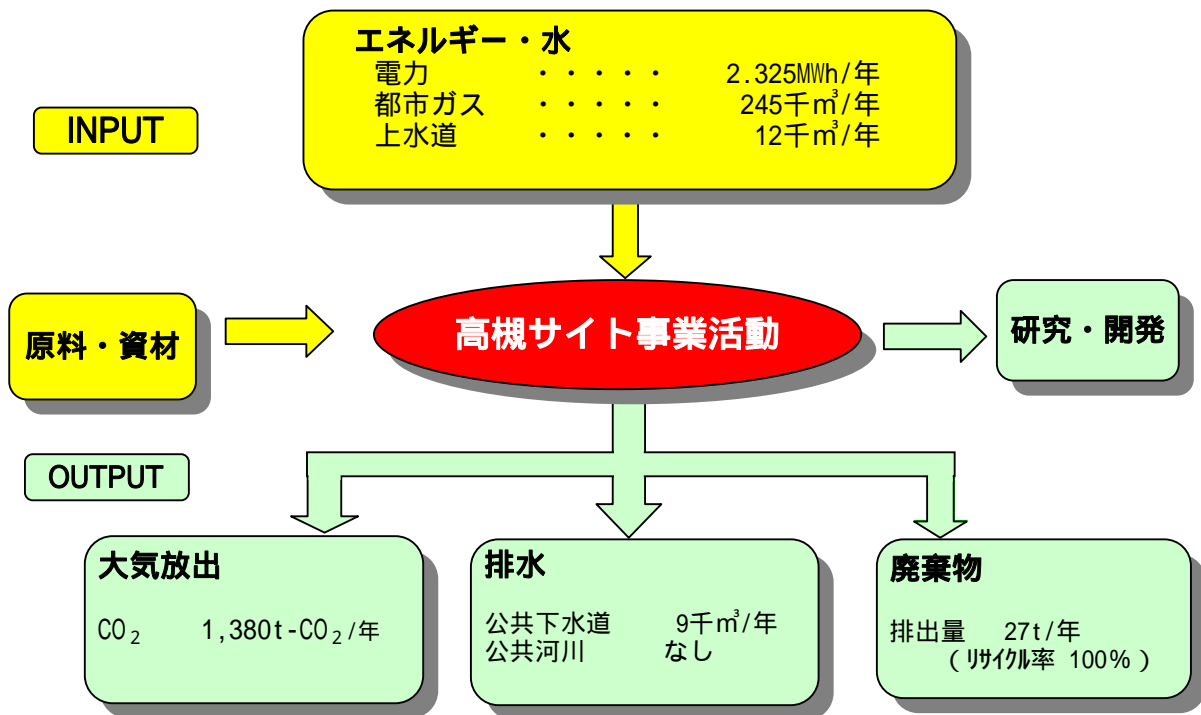 エネルギー・水
電力 ・・・・・ 2.325MWh/年
都市ガス ・・・・・ 245千㎥/年
上水道 ・・・・・ 12千㎥/年
INPUT
原料・資材
高槻サイト事業活動
研究・開発
OUTPUT
大気放出
CO₂ 1,380t-CO₂/年
排水
公共下水道 9千㎥/年
公共河川 なし
廃棄物
排出量 27t/年
(ﾘｻｲｸﾙ率 100%)